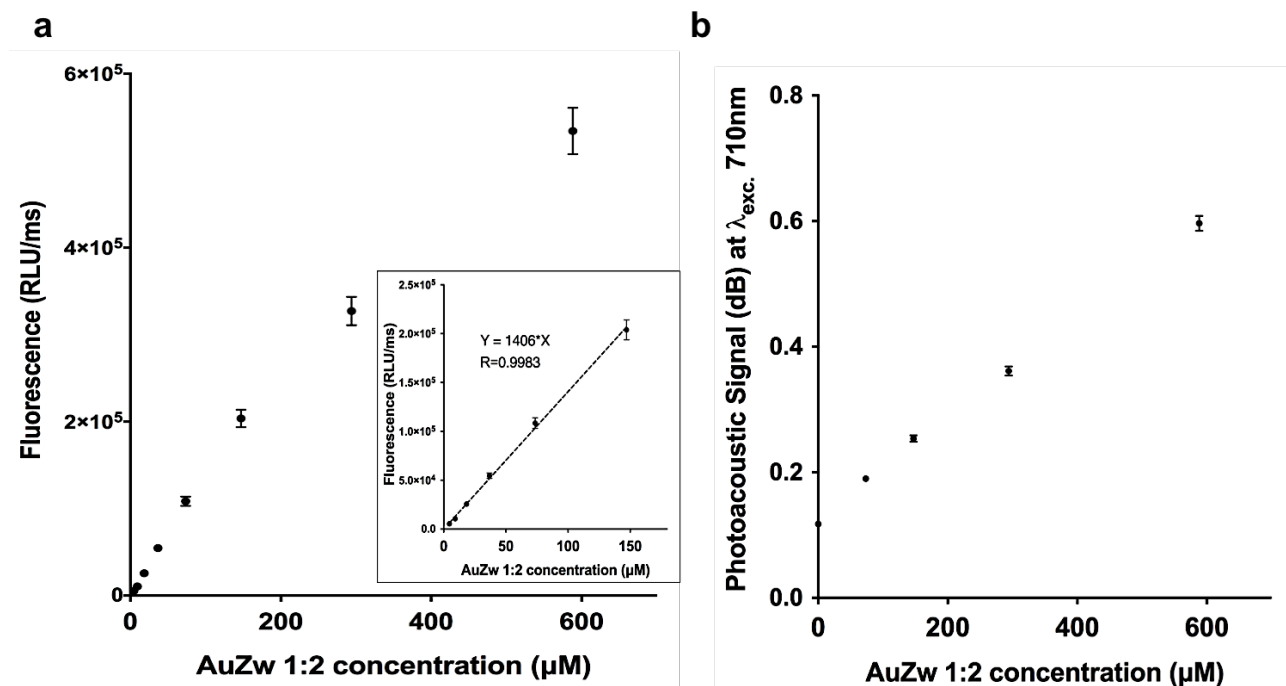 a
6×10⁵
4×10⁵
2×10⁵
0
0 200 400 600
Fluorescence (RLU/ms)
AuZw 1:2 concentration (µM)
2.5×10⁵
2.0×10⁵
1.5×10⁵
1.0×10⁵
5.0×10⁴
0.0
0 50 100 150
Fluorescence (RLU/ms)
AuZw 1:2 concentration (µM)
Y = 1406*X
R=0.9983
b
0.8
0.6
0.4
0.2
0.0
0 200 400 600
Photoacoustic Signal (dB) at λexc. 710nm
AuZw 1:2 concentration (µM)